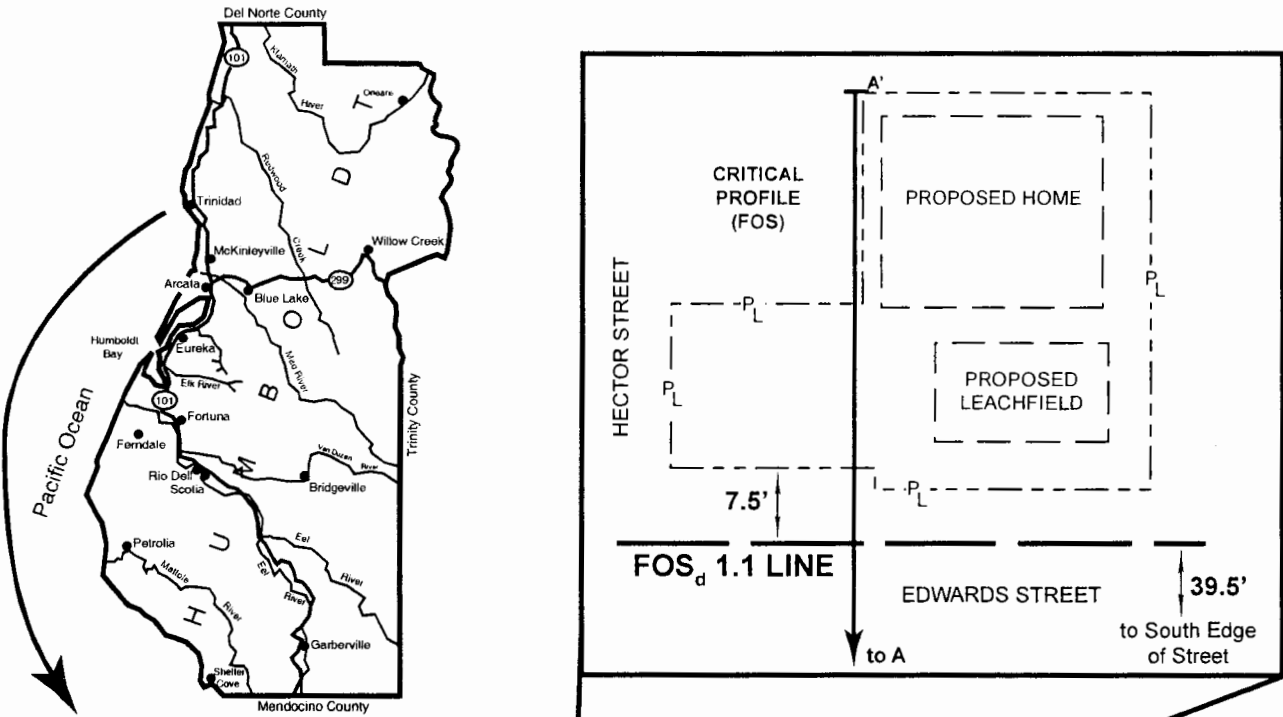 Del Norte County
101
Klamath
River
Orleans
Redwood
Creek
Trinidad
McKinleyville
Willow Creek
299
Arcata
Blue Lake
Humboldt
Bay
Eureka
Mad River
Elk River
101
Fortuna
Ferndale
Van Duzen
River
Rio Dell
Scotia
Bridgeville
Pacific Ocean
Trinity County
H U M B O L D T
Petrolia
Mattole
River
Eel
River
Eel
River
Garberville
Shelter
Cove
Mendocino County
A'
CRITICAL
PROFILE
(FOS)
PROPOSED HOME
HECTOR STREET
PL
PL
PL
PROPOSED
LEACHFIELD
PL
7.5'
FOSd 1.1 LINE
EDWARDS STREET
39.5'
to South Edge
of Street
to A